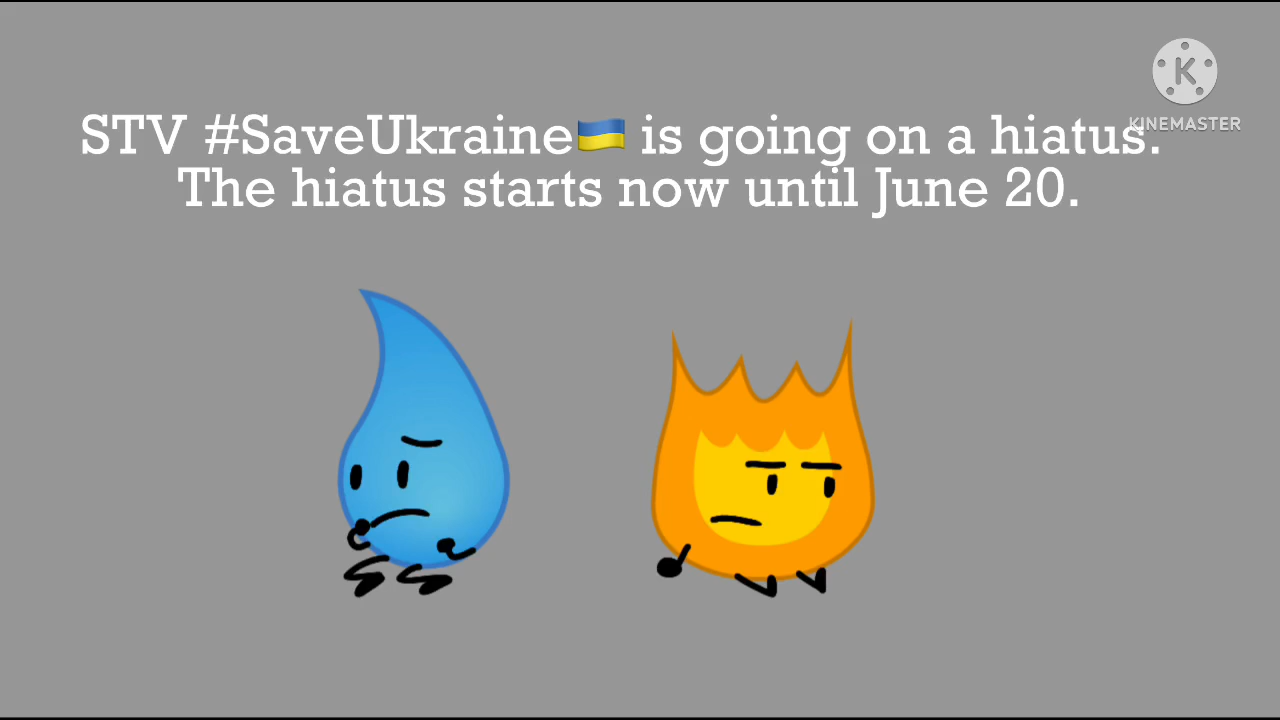 STV #SaveUkraine🇺🇦 is going on a hiatus.
The hiatus starts now until June 20.
K
KINEMASTER